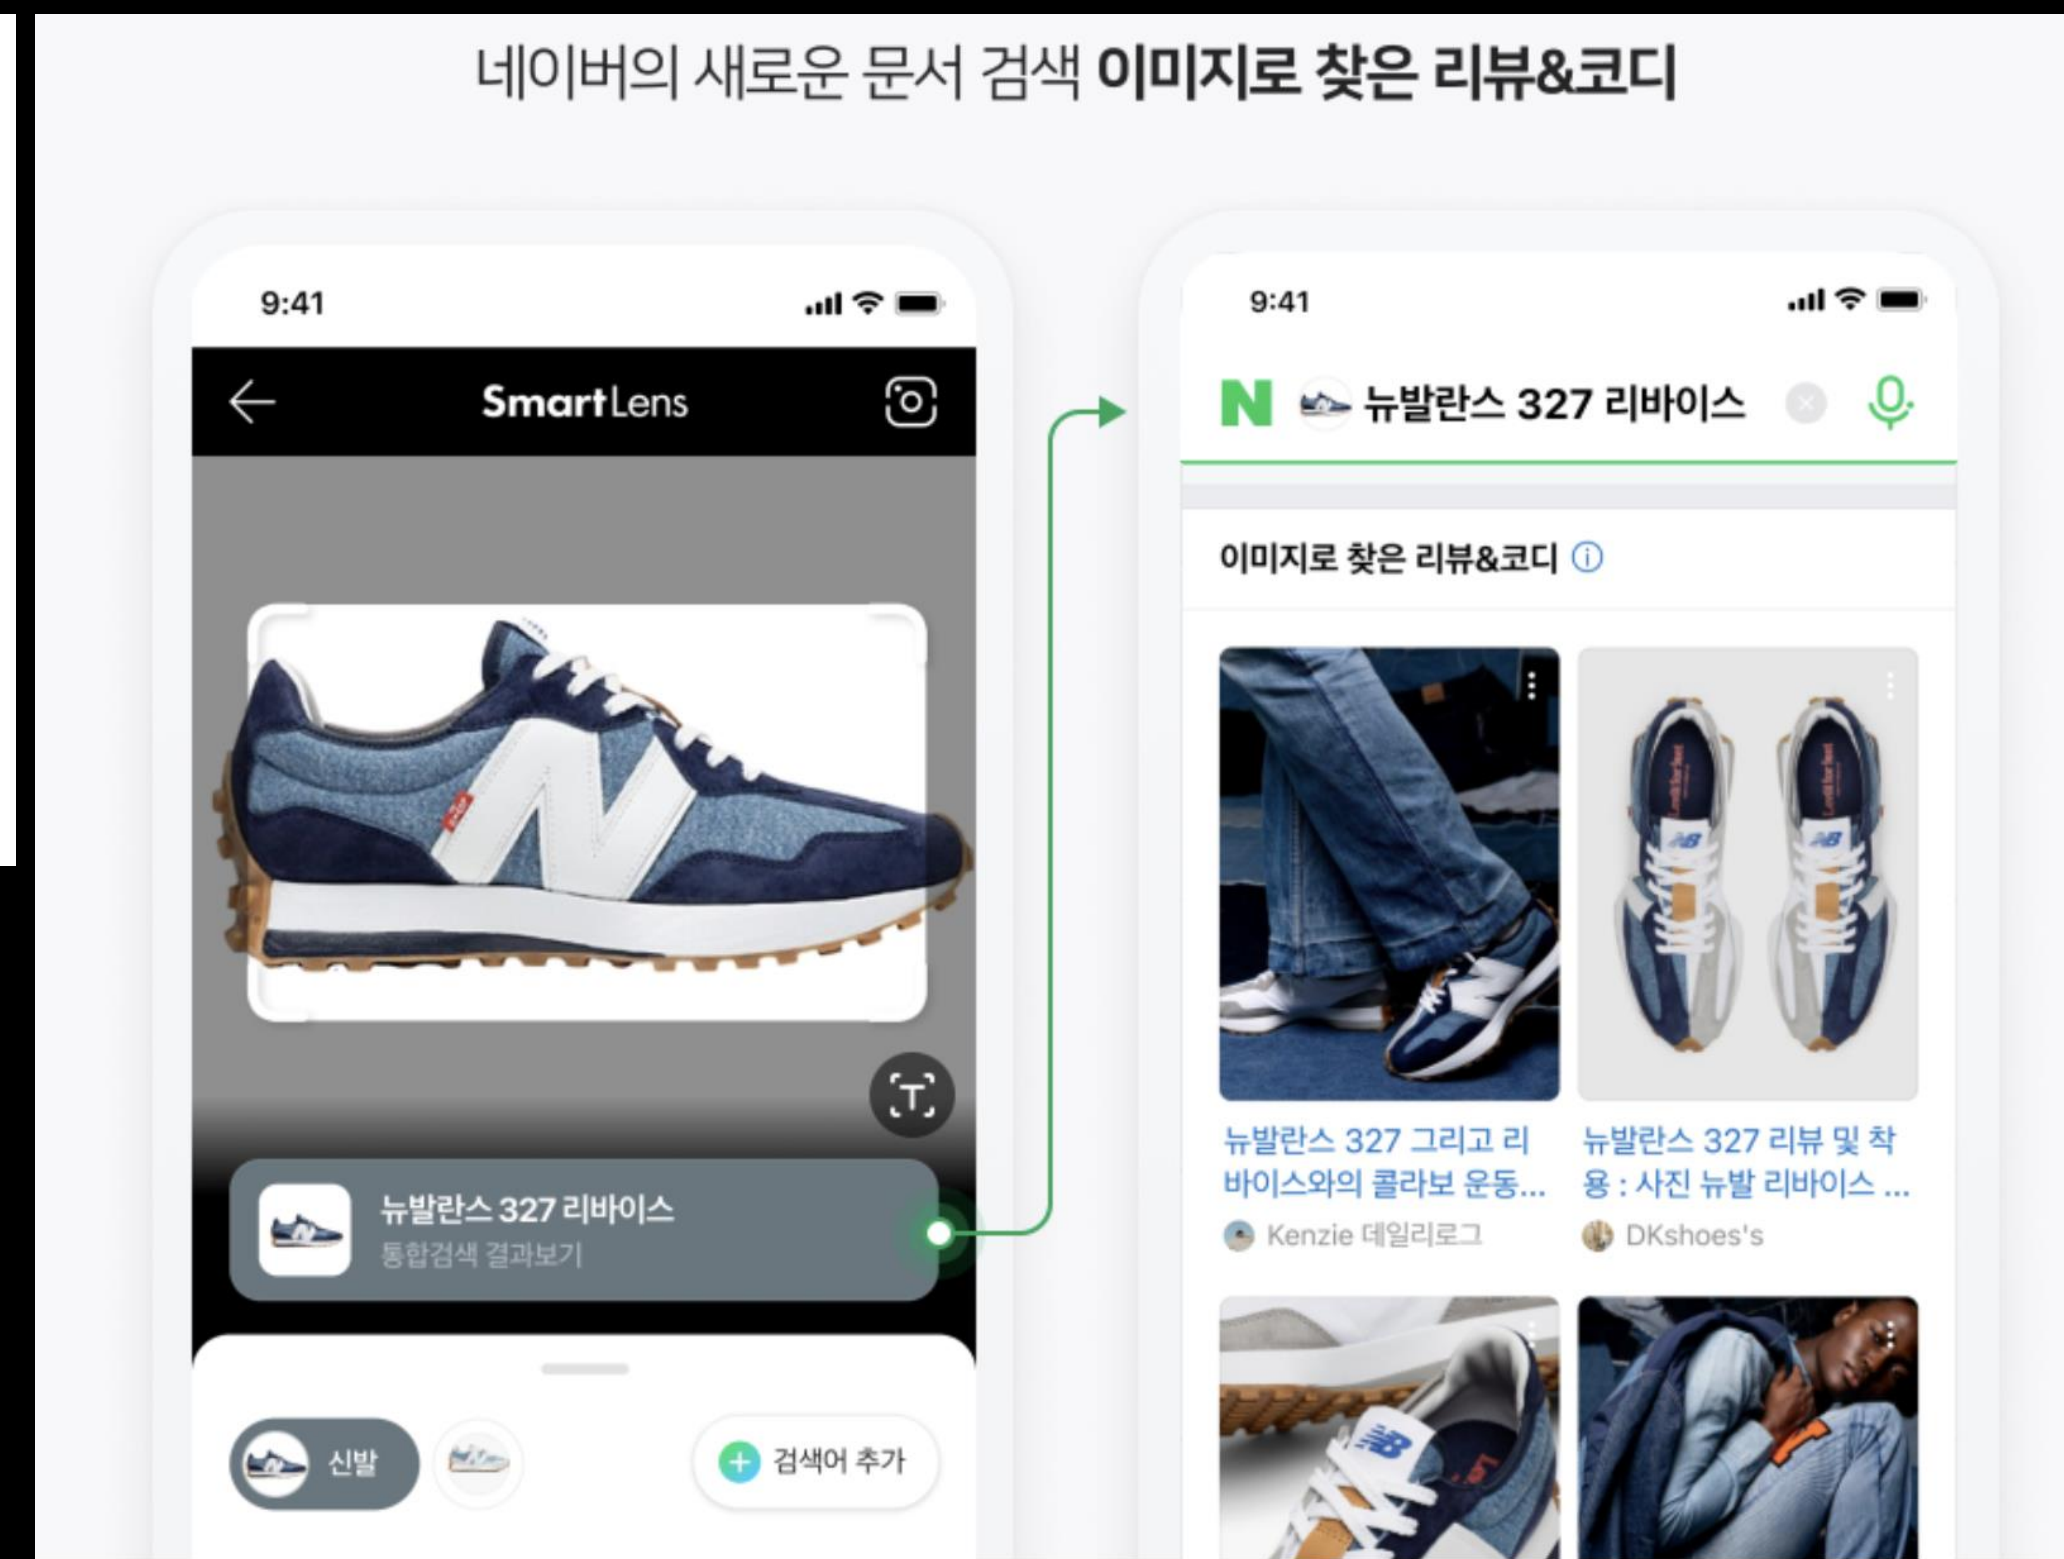 네이버의 새로운 문서 검색 이미지로 찾은 리뷰&코디
9:41
SmartLens
뉴발란스 327 리바이스
통합검색 결과보기
신발
검색어 추가
9:41
N 뉴발란스 327 리바이스
이미지로 찾은 리뷰&코디
뉴발란스 327 그리고 리
바이스와의 콜라보 운동...
Kenzie 데일리로그
뉴발란스 327 리뷰 및 착
용 : 사진 뉴발 리바이스 ...
DKshoes's